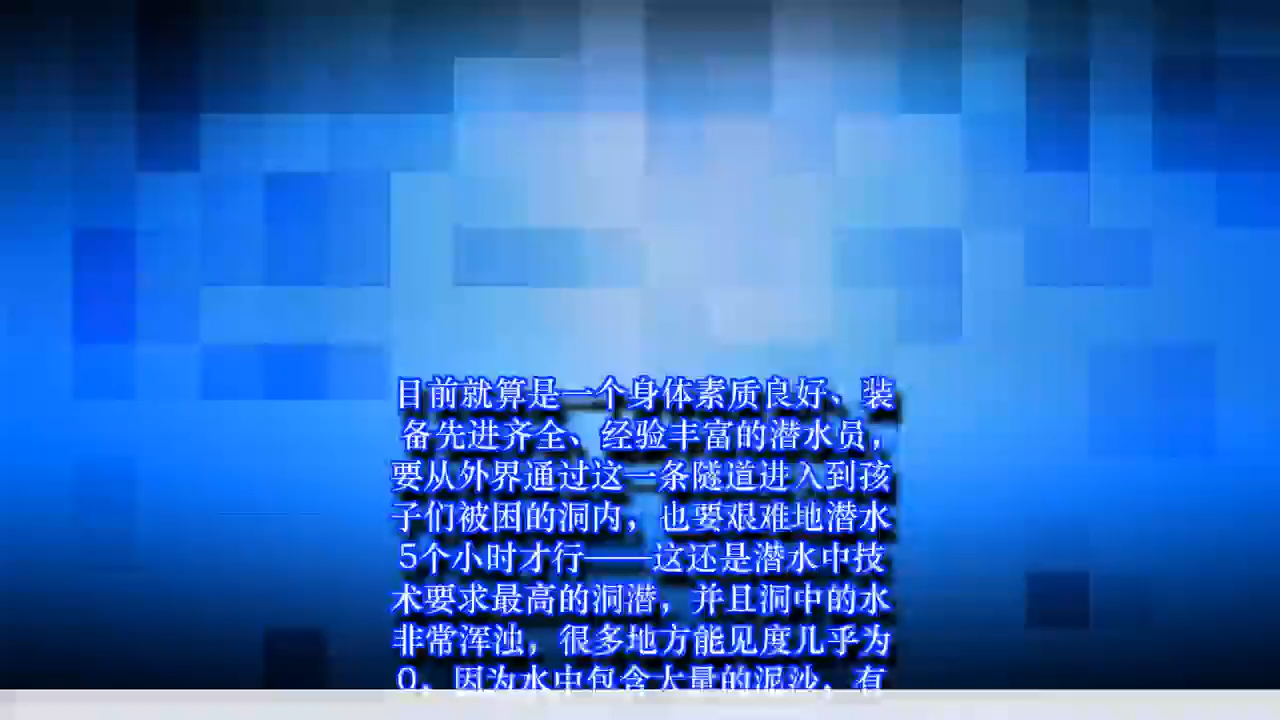 目前就算是一个身体素质良好、装
备先进齐全、经验丰富的潜水员，
要从外界通过这一条隧道进入到孩
子们被困的洞内，也要艰难地潜水
5个小时才行——这还是潜水中技
术要求最高的洞潜，并且洞中的水
非常浑浊，很多地方能见度几乎为
0，因为水中包含大量的泥沙，有